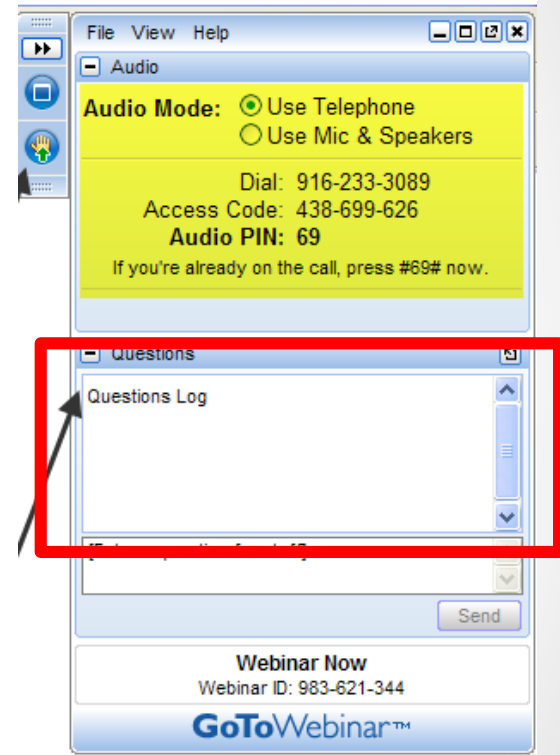 File View Help
Audio
Audio Mode: Use Telephone
Use Mic & Speakers
Dial: 916-233-3089
Access Code: 438-699-626
Audio PIN: 69
If you're already on the call, press #69# now.
Questions
Questions Log
Send
Webinar Now
Webinar ID: 983-621-344
GoToWebinar™